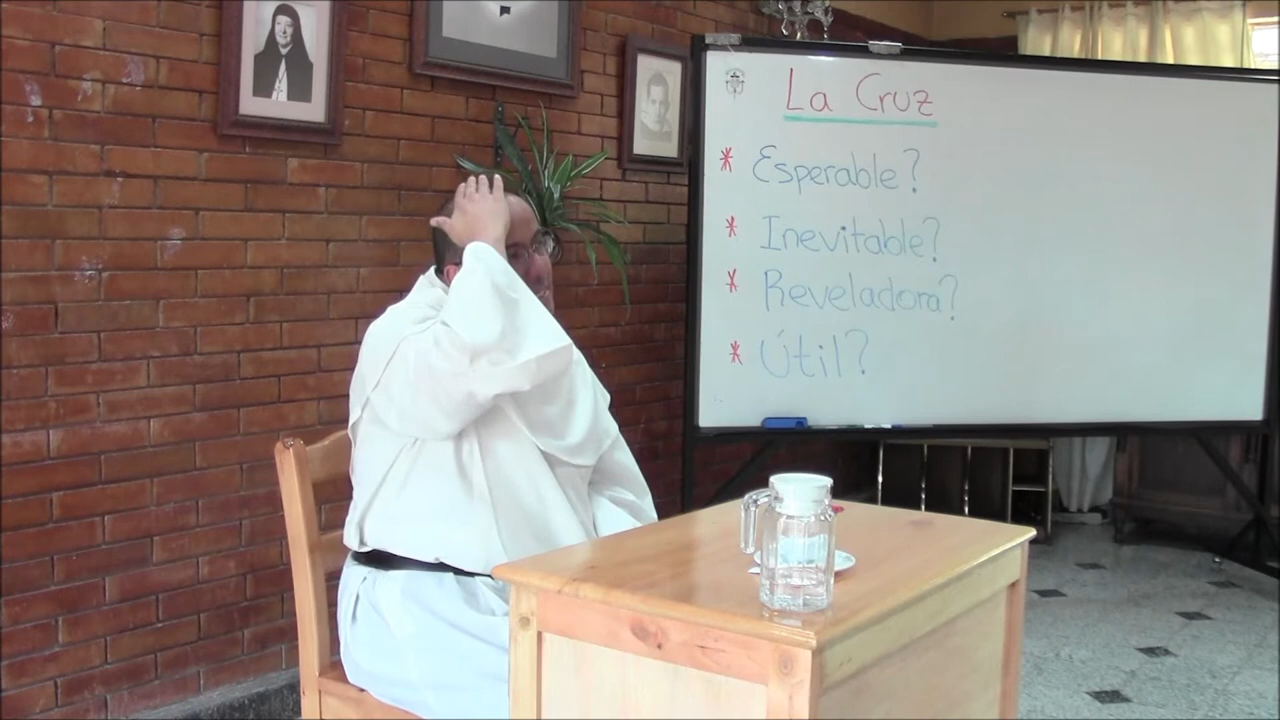 La Cruz
* Esperable?
* Inevitable?
* Reveladora?
* Útil?